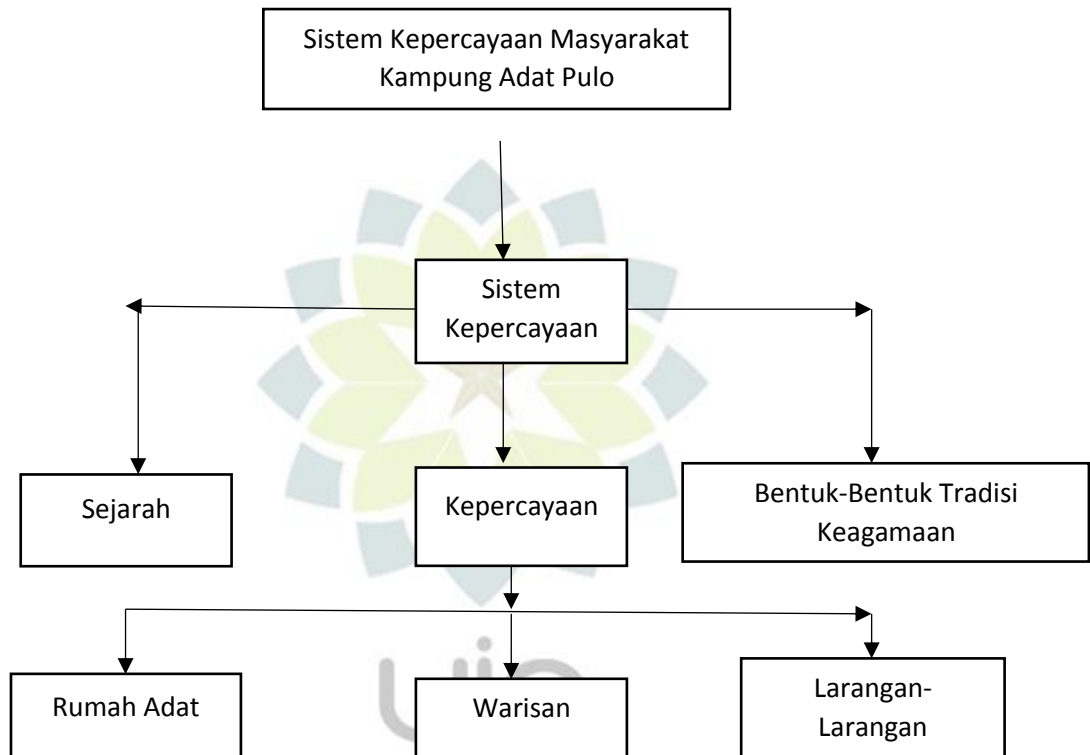 Sistem Kepercayaan Masyarakat
Kampung Adat Pulo
Sistem
Kepercayaan
Sejarah
Kepercayaan
Bentuk-Bentuk Tradisi
Keagamaan
Rumah Adat
Warisan
Larangan-
Larangan
uin